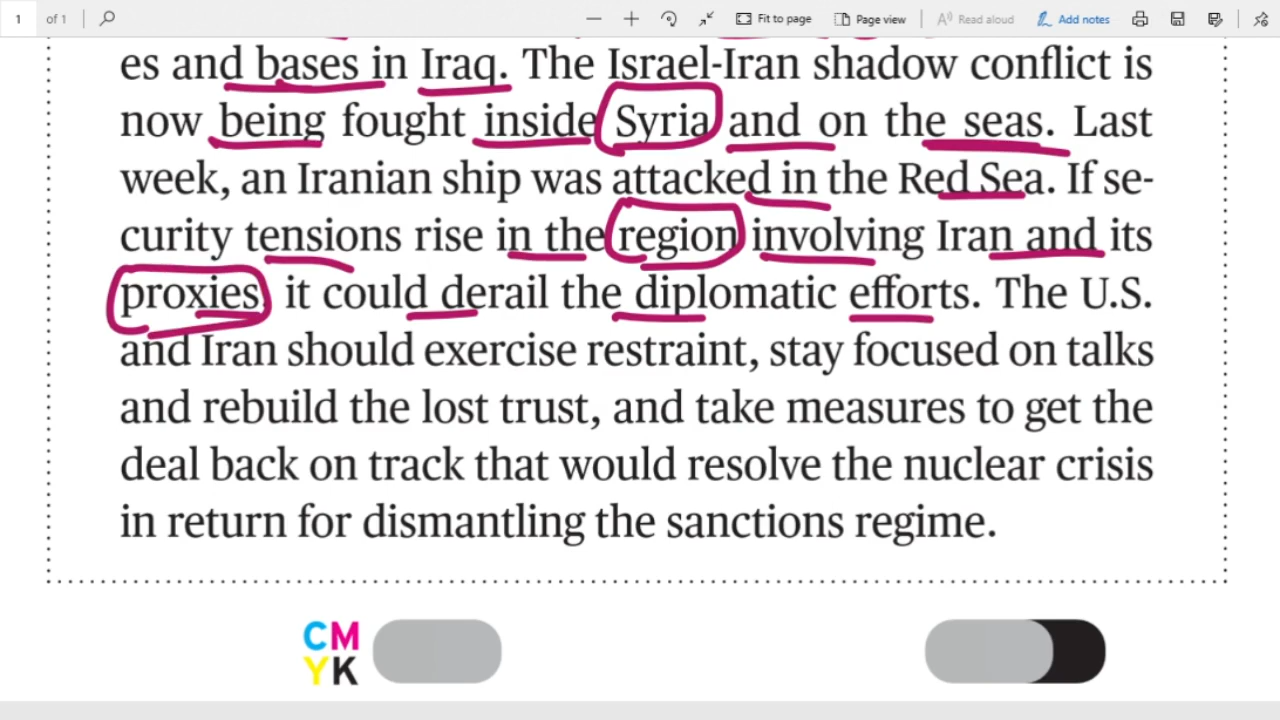 1 of 1 Fit to page Page view Read aloud Add notes
es and bases in Iraq. The Israel-Iran shadow conflict is
now being fought inside Syria and on the seas. Last
week, an Iranian ship was attacked in the Red Sea. If se-
curity tensions rise in the region involving Iran and its
proxies, it could derail the diplomatic efforts. The U.S.
and Iran should exercise restraint, stay focused on talks
and rebuild the lost trust, and take measures to get the
deal back on track that would resolve the nuclear crisis
in return for dismantling the sanctions regime.
CM
YK